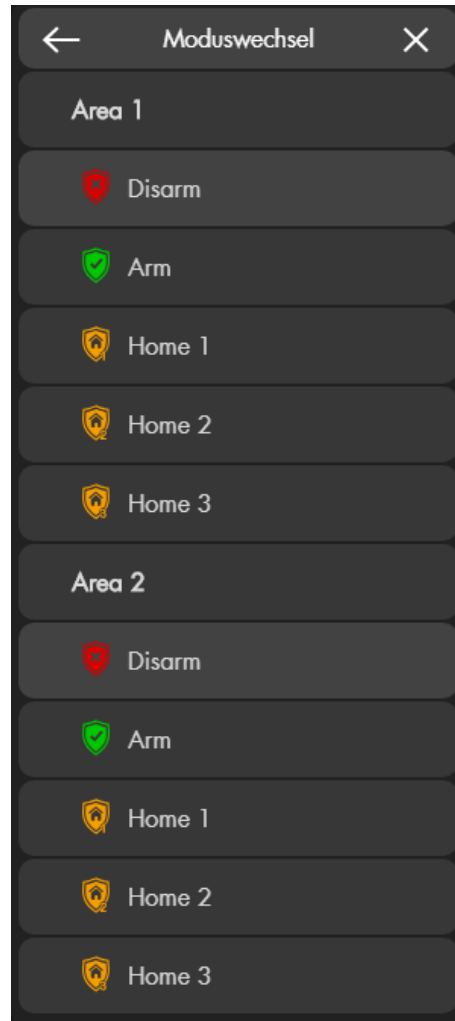 Moduswechsel
Area 1
Disarm
Arm
Home 1
Home 2
Home 3
Area 2
Disarm
Arm
Home 1
Home 2
Home 3